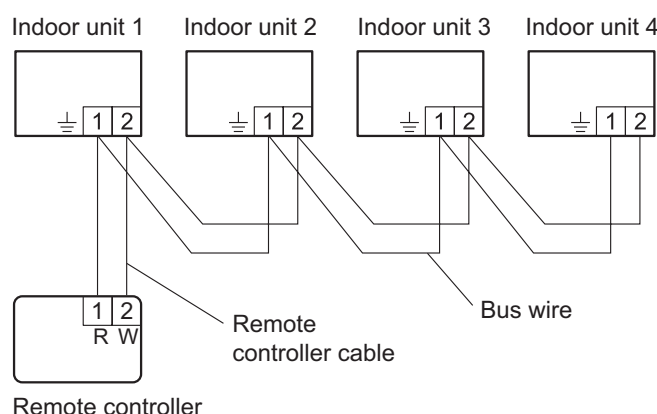 Indoor unit 1 Indoor unit 2 Indoor unit 3 Indoor unit 4
1 2 1 2 1 2 1 2
1 2
R W
Bus wire
Remote
controller cable
Remote controller